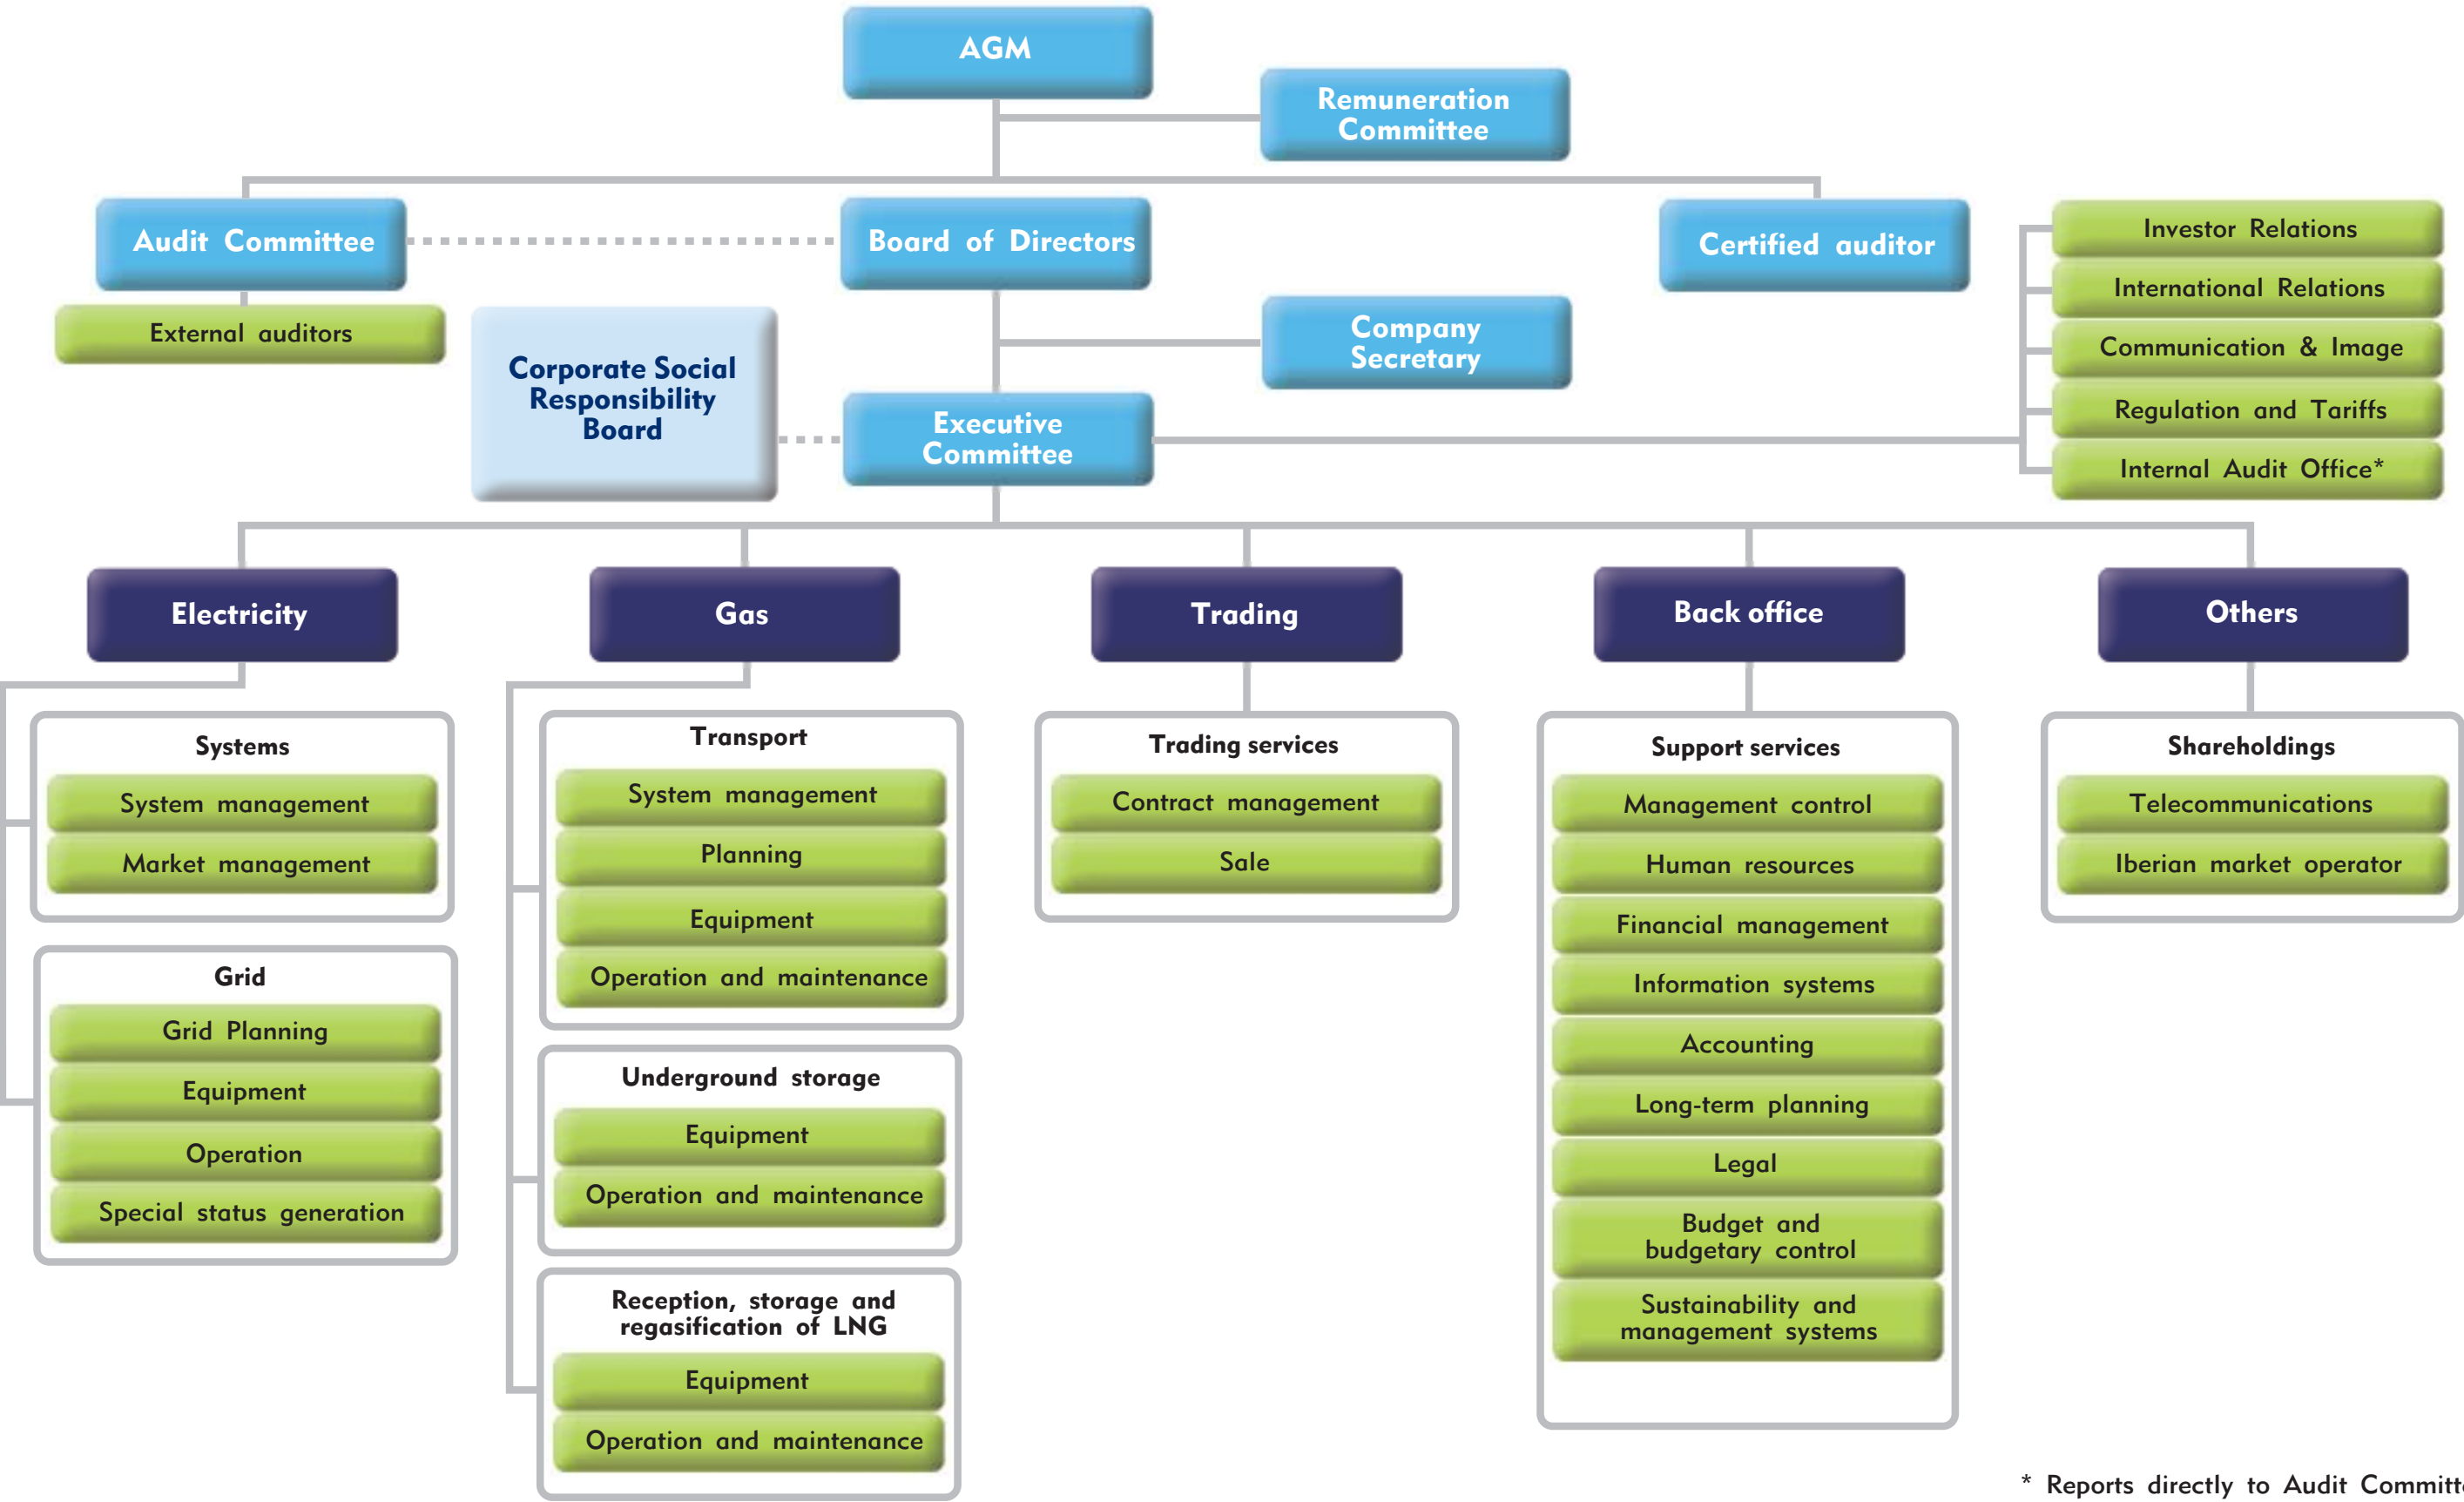 AGM
Remuneration
Committee
Audit Committee
Board of Directors
Certified auditor
External auditors
Corporate Social
Responsibility
Board
Company
Secretary
Executive
Committee
Investor Relations
International Relations
Communication & Image
Regulation and Tariffs
Internal Audit Office*
Electricity
Gas
Trading
Back office
Others
Systems
System management
Market management
Grid
Grid Planning
Equipment
Operation
Special status generation
Transport
System management
Planning
Equipment
Operation and maintenance
Underground storage
Equipment
Operation and maintenance
Reception, storage and
regasification of LNG
Equipment
Operation and maintenance
Trading services
Contract management
Sale
Support services
Management control
Human resources
Financial management
Information systems
Accounting
Long-term planning
Legal
Budget and
budgetary control
Sustainability and
management systems
Shareholdings
Telecommunications
Iberian market operator
* Reports directly to Audit Committ